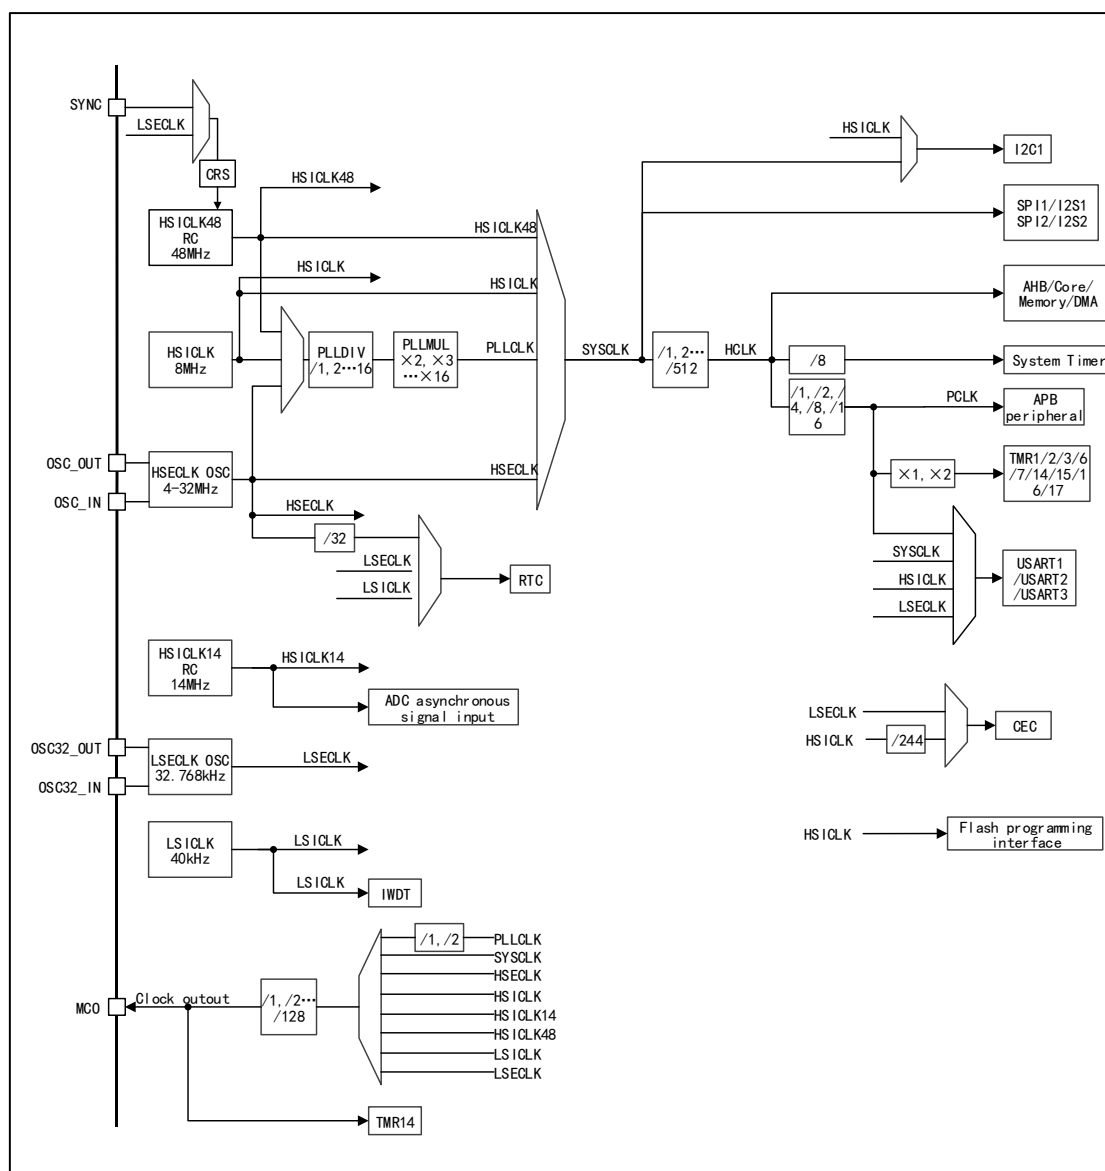 SYNC
LSECLK
CRS
HSICLK48
HSICLK48
RC
48MHz
HSICLK48
HSICLK
HSICLK
HSICLK
8MHz
PLLDIV
/1, 2···16
PLLMUL
×2, ×3
···×16
PLLCLK
OSC_OUT
OSC_IN
HSECLK OSC
4-32MHz
HSECLK
HSECLK
/32
LSECLK
LSICLK
RTC
SYSCLK
/1, 2···
/512
HCLK
HSICLK
I2C1
SPI1/I2S1
SPI2/I2S2
AHB/Core/
Memory/DMA
/8
System Timer
/1, /2, /
4, /8, /1
6
PCLK
APB
peripheral
×1, ×2
TMR1/2/3/6
/7/14/15/1
6/17
SYSCLK
HSICLK
LSECLK
USART1
/USART2
/USART3
HSICLK14
RC
14MHz
HSICLK14
ADC asynchronous
signal input
LSECLK
HSICLK
/244
CEC
OSC32_OUT
OSC32_IN
LSECLK OSC
32.768kHz
LSECLK
LSICLK
40kHz
LSICLK
LSICLK
IWDT
HSICLK
Flash programming
interface
MCO
Clock outout
/1, /2···
/128
/1, /2
PLLCLK
SYSCLK
HSECLK
HSICLK
HSICLK14
HSICLK48
LSICLK
LSECLK
TMR14